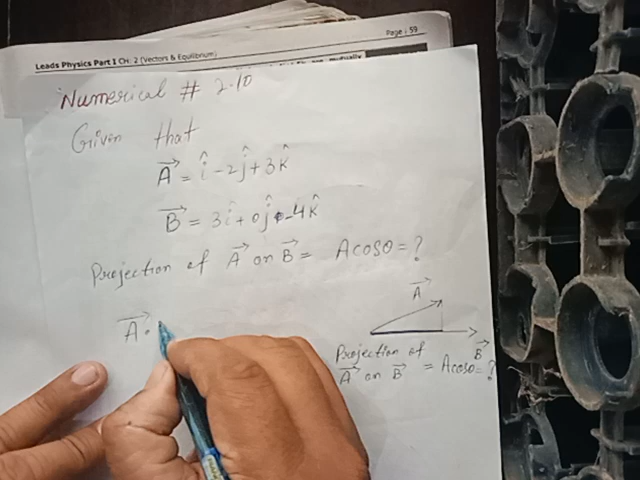 Page : 59
Leads Physics Part I CH: 2 (Vectors & Equilibrium)
mutually
Numerical # 2.10
Given that
A⃗ = î - 2ĵ + 3k̂
B⃗ = 3î + 0ĵ - 4k̂
Projection of A⃗ on B⃗ = A cosθ = ?
A⃗
B⃗
A⃗ .
Projection of
A⃗ on B⃗ = A cosθ = ?